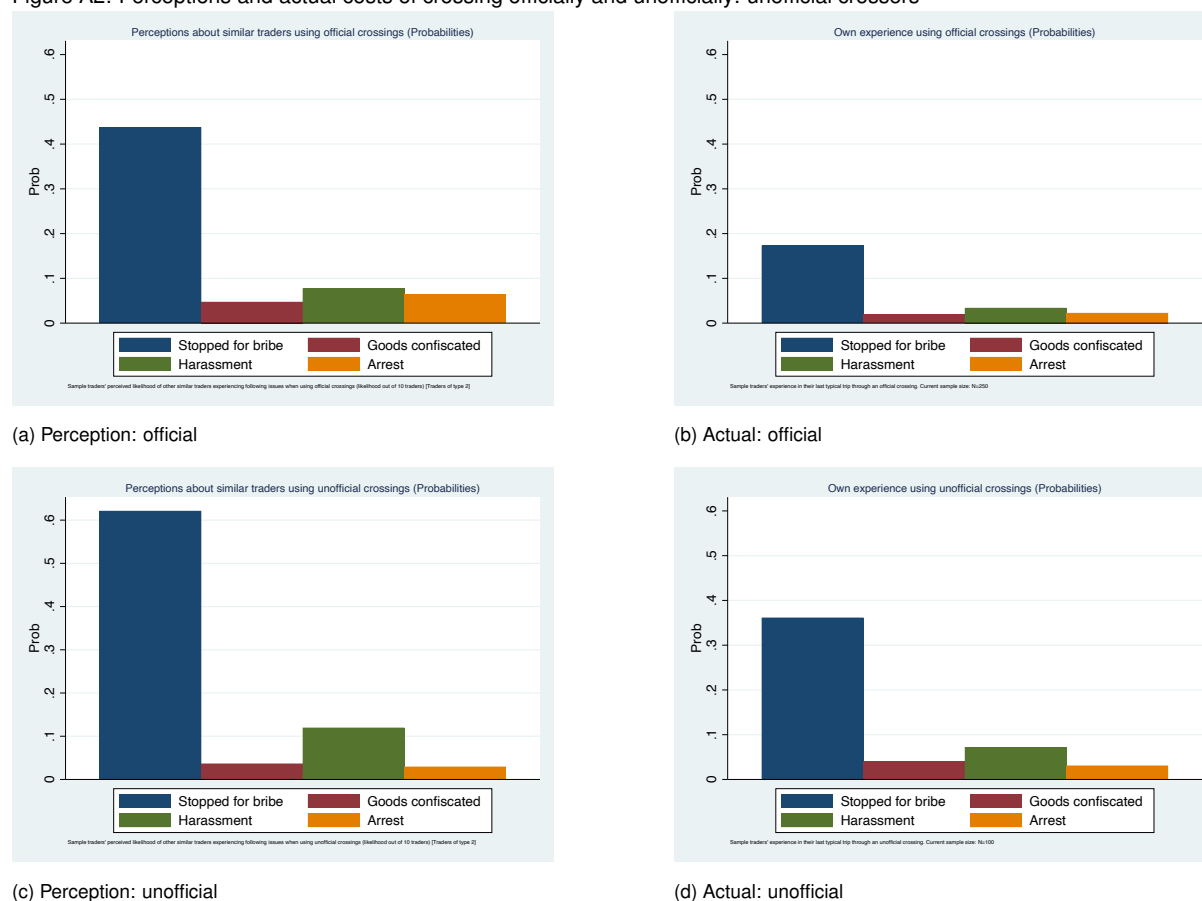 Figure A2: Perceptions and actual costs of crossing officially and unofficially: unofficial crossers
Perceptions about similar traders using official crossings (Probabilities)
.6
.5
.4
.3
.2
.1
0
Prob
Stopped for bribe
Goods confiscated
Harassment
Arrest
Sample traders' perceived likelihood of other similar traders experiencing following issues when using official crossings (likelihood out of 10 traders) [Traders of type 2]
(a) Perception: official
Own experience using official crossings (Probabilities)
.6
.5
.4
.3
.2
.1
0
Prob
Stopped for bribe
Goods confiscated
Harassment
Arrest
Sample traders' experience in their last typical trip through an official crossing. Current sample size: N=250
(b) Actual: official
Perceptions about similar traders using unofficial crossings (Probabilities)
.6
.5
.4
.3
.2
.1
0
Prob
Stopped for bribe
Goods confiscated
Harassment
Arrest
Sample traders' perceived likelihood of other similar traders experiencing following issues when using unofficial crossings (likelihood out of 10 traders) [Traders of type 2]
(c) Perception: unofficial
Own experience using unofficial crossings (Probabilities)
.6
.5
.4
.3
.2
.1
0
Prob
Stopped for bribe
Goods confiscated
Harassment
Arrest
Sample traders' experience in their last typical trip through an unofficial crossing. Current sample size: N=100
(d) Actual: unofficial